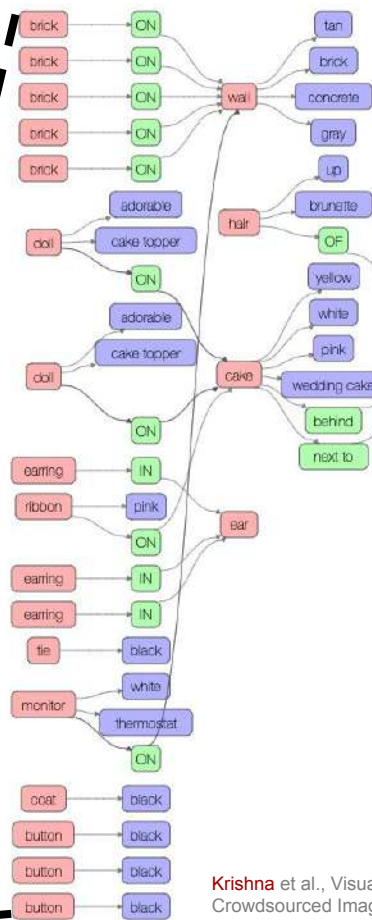 brick ON tan
brick ON brick
brick ON wall concrete
brick ON gray
brick ON up
adorable hair brunette
doll cake topper OF
ON yellow
adorable white
cake topper pink
doll cake wedding cake
ON behind
next to
earring IN
ribbon pink
ON ear
earring IN
earring IN
tie black
white
monitor thermostat
ON
coat black
button black
button black
button black
Krishna et al., Visua
Crowdsourced Imag